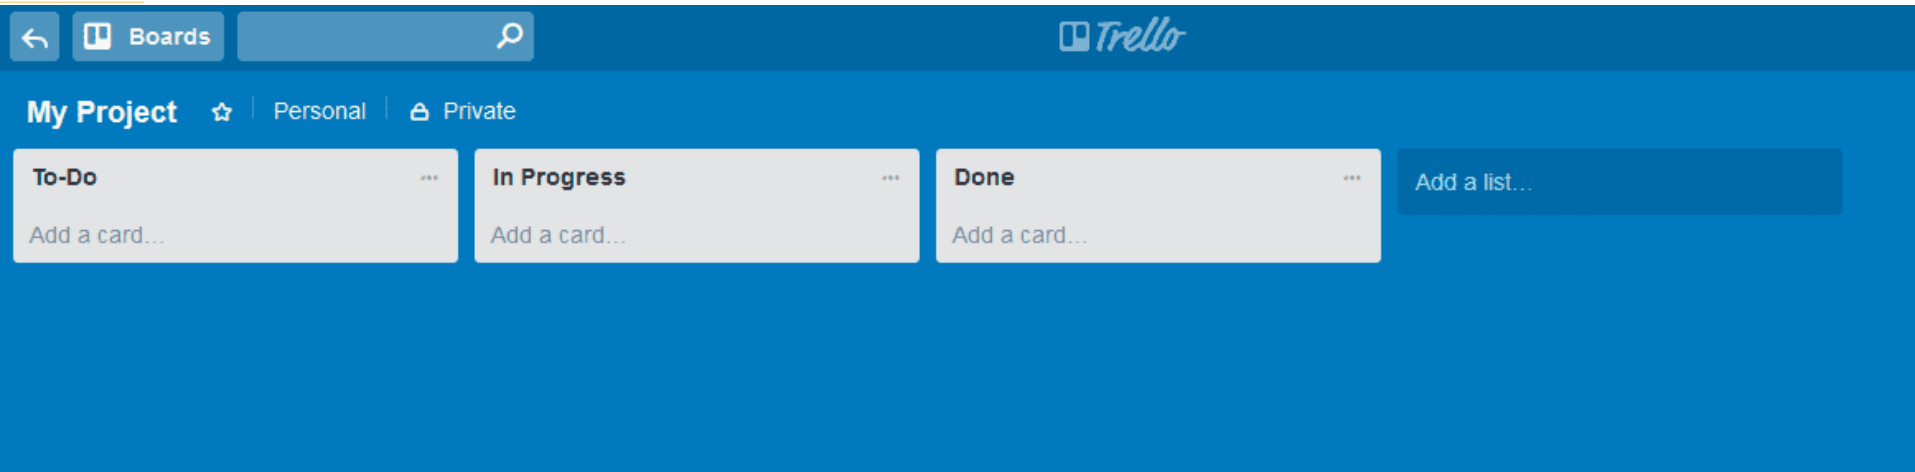 Boards
Trello
My Project Personal Private
To-Do ...
Add a card...
In Progress ...
Add a card...
Done ...
Add a card...
Add a list...